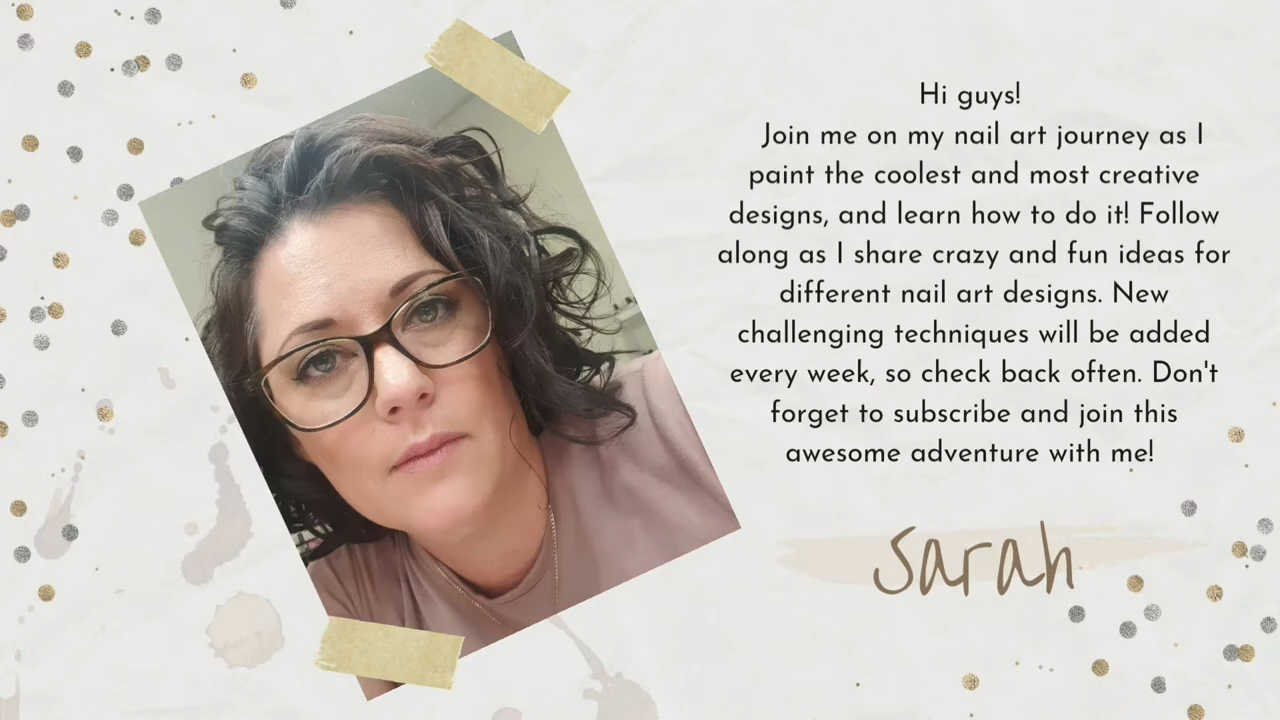 Hi guys!
Join me on my nail art journey as I
paint the coolest and most creative
designs, and learn how to do it! Follow
along as I share crazy and fun ideas for
different nail art designs. New
challenging techniques will be added
every week, so check back often. Don't
forget to subscribe and join this
awesome adventure with me!
Sarah